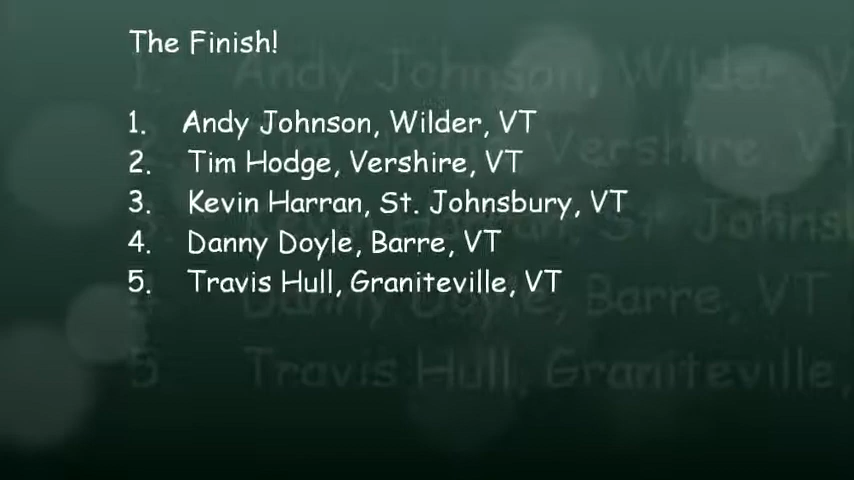 The Finish!
1. Andy Johnson, Wilder, VT
2. Tim Hodge, Vershire, VT
3. Kevin Harran, St. Johnsbury, VT
4. Danny Doyle, Barre, VT
5. Travis Hull, Graniteville, VT